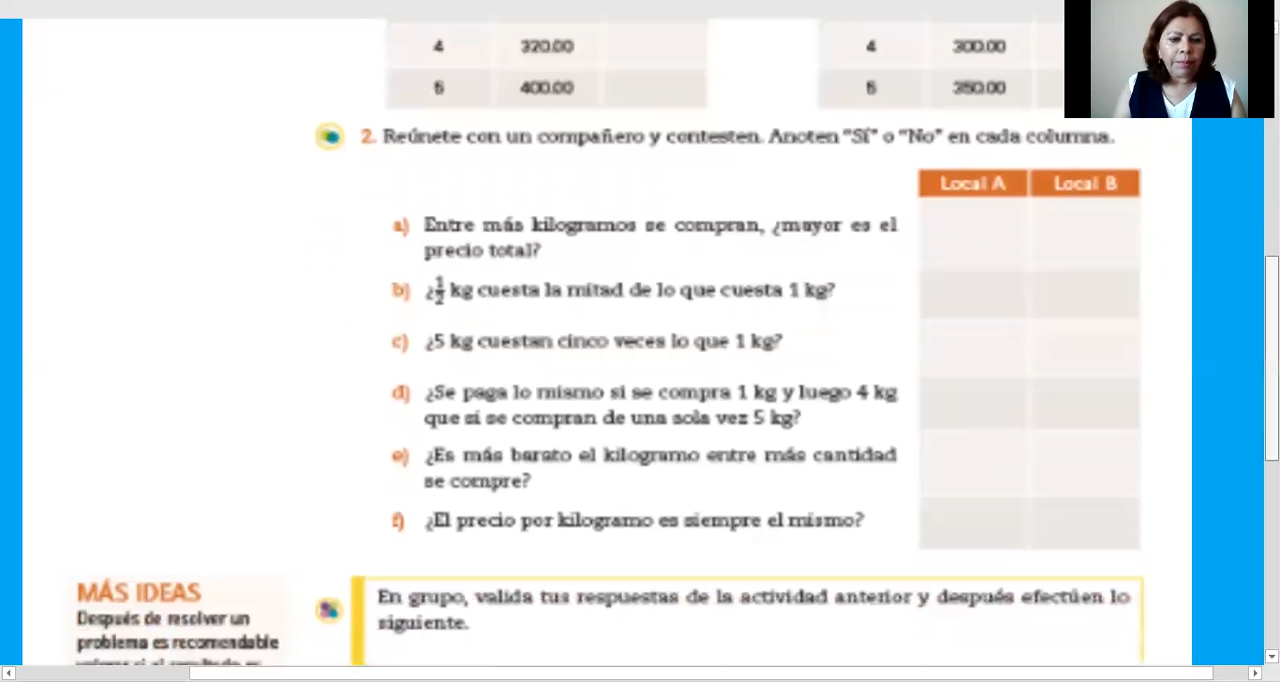 4 320.00 4 300.00
5 400.00 5 350.00
2. Reúnete con un compañero y contesten. Anoten "Sí" o "No" en cada columna.
Local A Local B
a) Entre más kilogramos se compran, ¿mayor es el
precio total?
b) ¿½ kg cuesta la mitad de lo que cuesta 1 kg?
c) ¿5 kg cuestan cinco veces lo que 1 kg?
d) ¿Se paga lo mismo si se compra 1 kg y luego 4 kg
que si se compran de una sola vez 5 kg?
e) ¿Es más barato el kilogramo entre más cantidad
se compre?
f) ¿El precio por kilogramo es siempre el mismo?
MÁS IDEAS
Después de resolver un
problema es recomendable
En grupo, valida tus respuestas de la actividad anterior y después efectúen lo
siguiente.